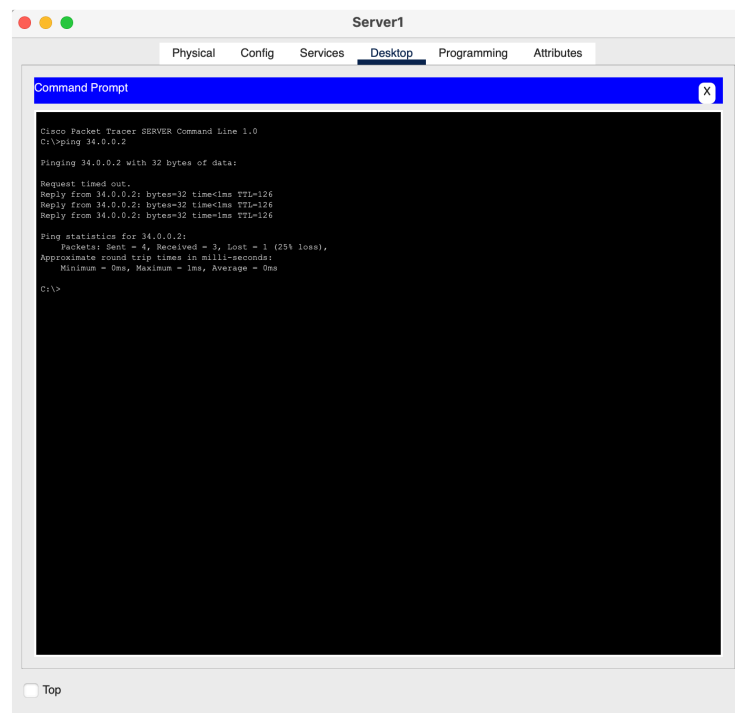 Server1
Physical Config Services Desktop Programming Attributes
Command Prompt
X
Cisco Packet Tracer SERVER Command Line 1.0
C:\>ping 34.0.0.2
Pinging 34.0.0.2 with 32 bytes of data:
Request timed out.
Reply from 34.0.0.2: bytes=32 time<1ms TTL=126
Reply from 34.0.0.2: bytes=32 time<1ms TTL=126
Reply from 34.0.0.2: bytes=32 time=1ms TTL=126
Ping statistics for 34.0.0.2:
Packets: Sent = 4, Received = 3, Lost = 1 (25% loss),
Approximate round trip times in milli-seconds:
Minimum = 0ms, Maximum = 1ms, Average = 0ms
C:\>
Top